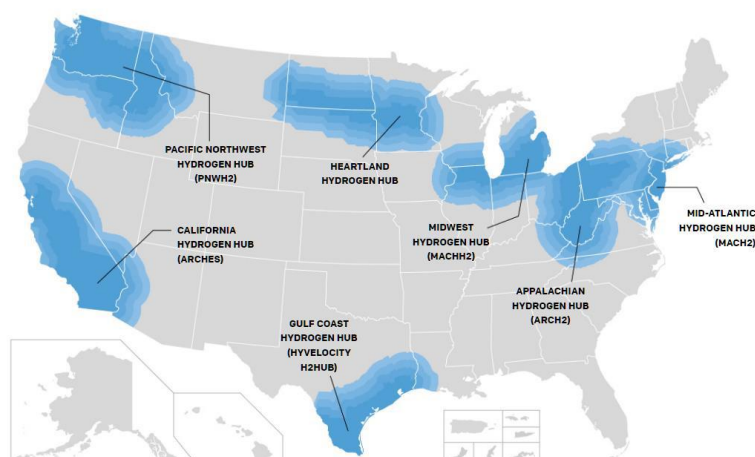 PACIFIC NORTHWEST
HYDROGEN HUB
(PNWH2)
HEARTLAND
HYDROGEN HUB
CALIFORNIA
HYDROGEN HUB
(ARCHES)
MIDWEST
HYDROGEN HUB
(MACHH2)
MID-ATLANTIC
HYDROGEN HUB
(MACH2)
APPALACHIAN
HYDROGEN HUB
(ARCH2)
GULF COAST
HYDROGEN HUB
(HYVELOCITY
H2HUB)